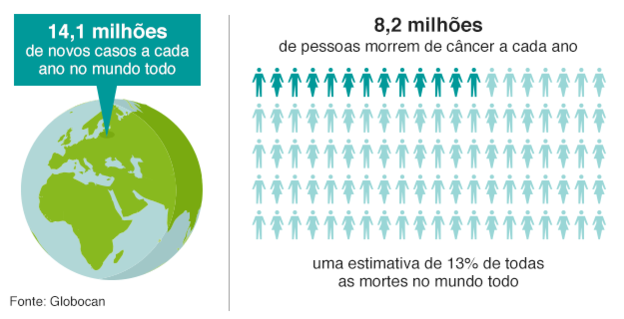 14,1 milhões
de novos casos a cada
ano no mundo todo
Fonte: Globocan
8,2 milhões
de pessoas morrem de câncer a cada ano
uma estimativa de 13% de todas
as mortes no mundo todo